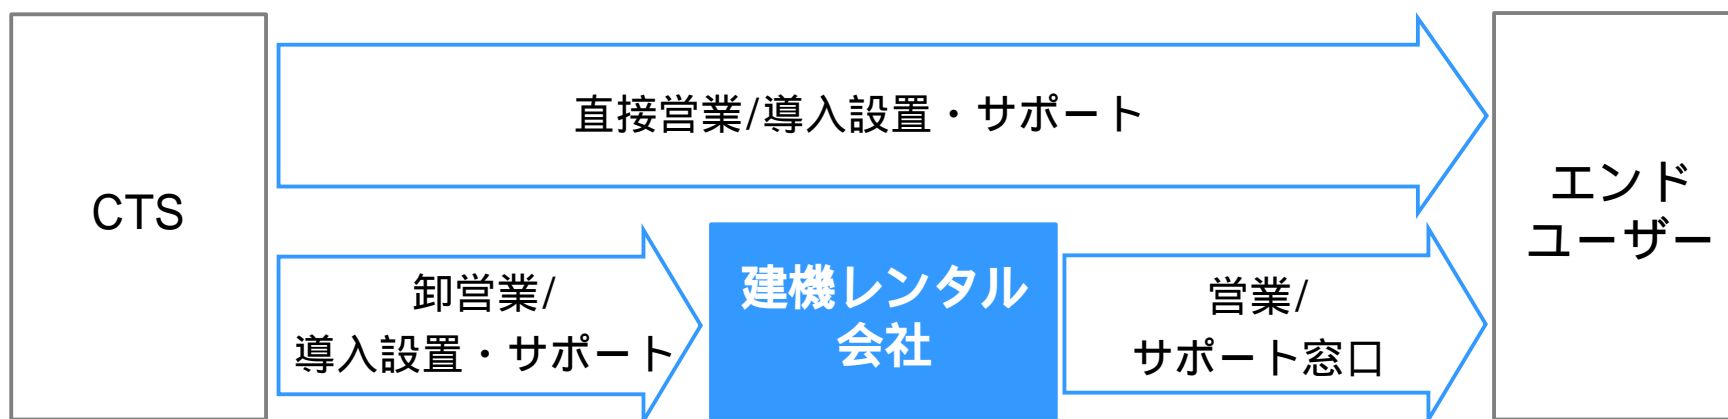 CTS
直接営業/導入設置・サポート
卸営業/
導入設置・サポート
建機レンタル
会社
営業/
サポート窓口
エンド
ユーザー